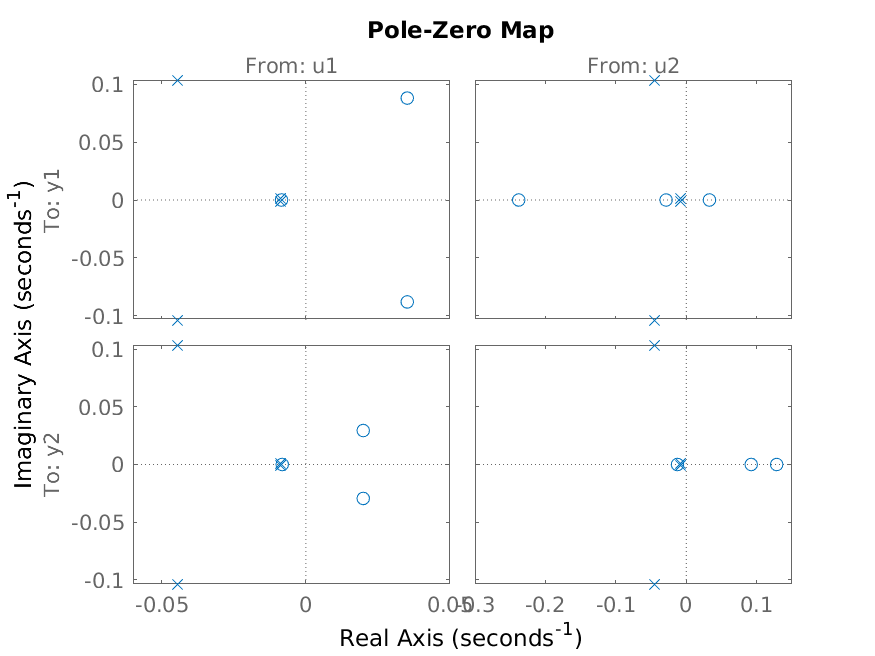 Pole-Zero Map
From: u1
From: u2
Imaginary Axis (seconds⁻¹)
To: y1
0.1
0.05
0
-0.05
-0.1
To: y2
0.1
0.05
0
-0.05
-0.1
-0.05 0 0.05
-0.3 -0.2 -0.1 0 0.1
Real Axis (seconds⁻¹)